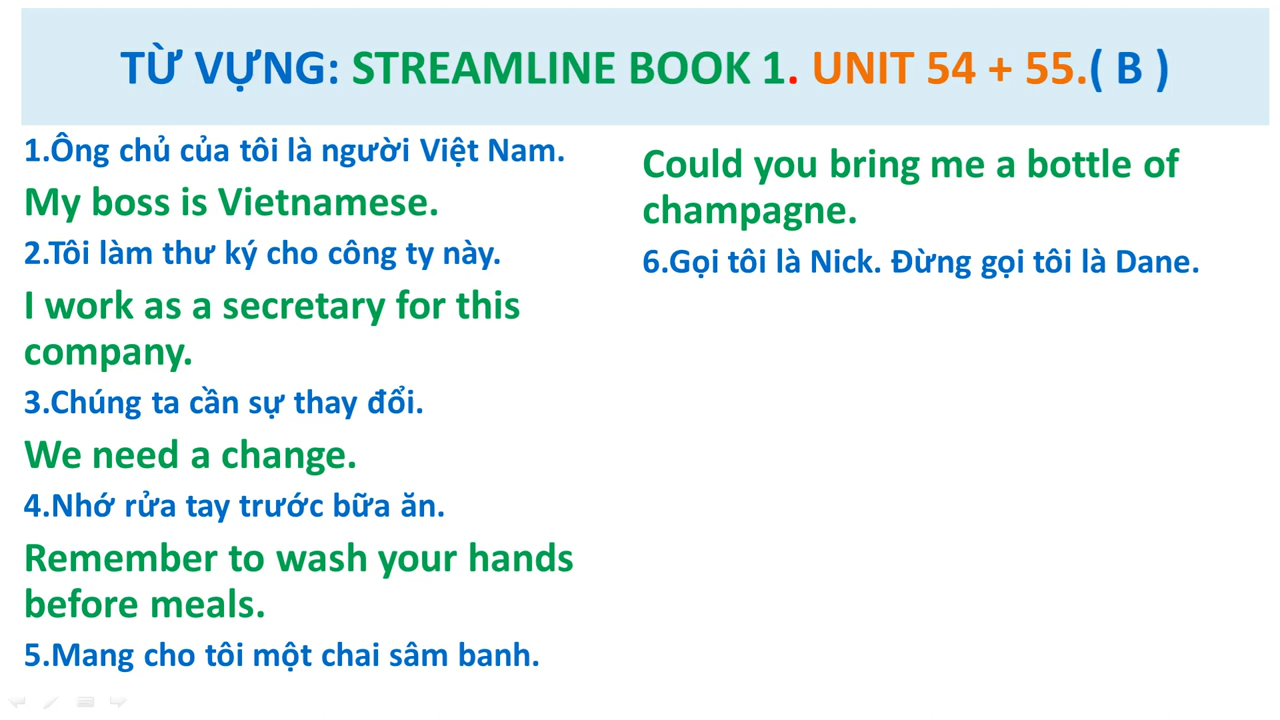 TỪ VỰNG: STREAMLINE BOOK 1. UNIT 54 + 55.( B )
1.Ông chủ của tôi là người Việt Nam.
My boss is Vietnamese.
2.Tôi làm thư ký cho công ty này.
I work as a secretary for this
company.
3.Chúng ta cần sự thay đổi.
We need a change.
4.Nhớ rửa tay trước bữa ăn.
Remember to wash your hands
before meals.
5.Mang cho tôi một chai sâm banh.
Could you bring me a bottle of
champagne.
6.Gọi tôi là Nick. Đừng gọi tôi là Dane.